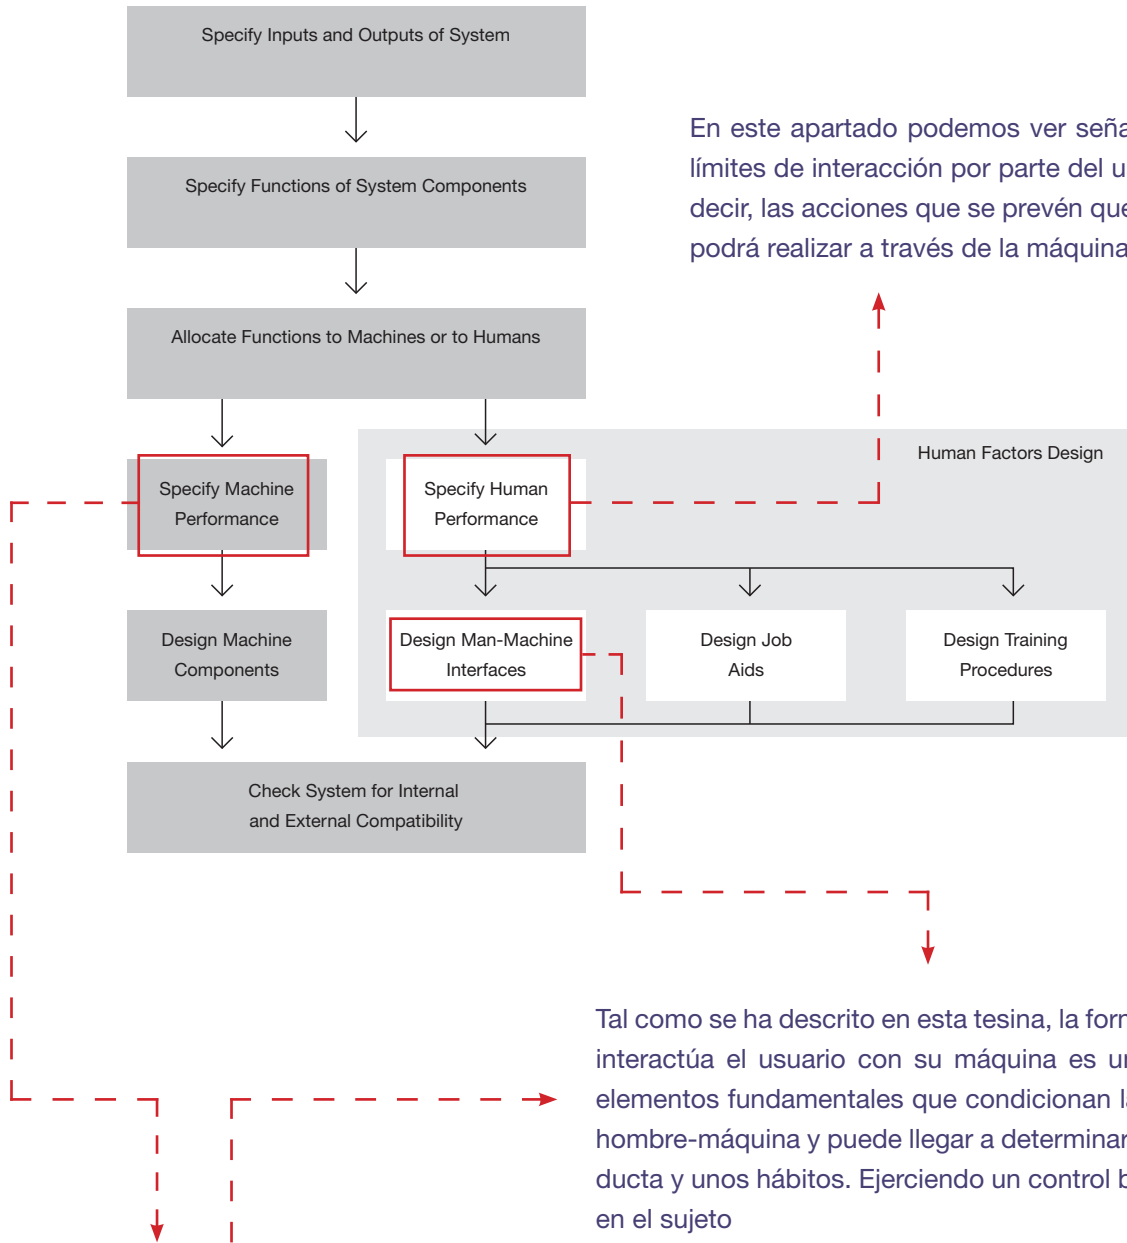 Specify Inputs and Outputs of System
Specify Functions of System Components
Allocate Functions to Machines or to Humans
En este apartado podemos ver seña
límites de interacción por parte del u
decir, las acciones que se prevén que
podrá realizar a través de la máquina
Human Factors Design
Specify Machine
Performance
Specify Human
Performance
Design Machine
Components
Design Man-Machine
Interfaces
Design Job
Aids
Design Training
Procedures
Check System for Internal
and External Compatibility
Tal como se ha descrito en esta tesina, la
interactúa el usuario con su máquina es
elementos fundamentales que condicionan
hombre-máquina y puede llegar a determinar
ducta y unos hábitos. Ejerciendo un control
en el sujeto